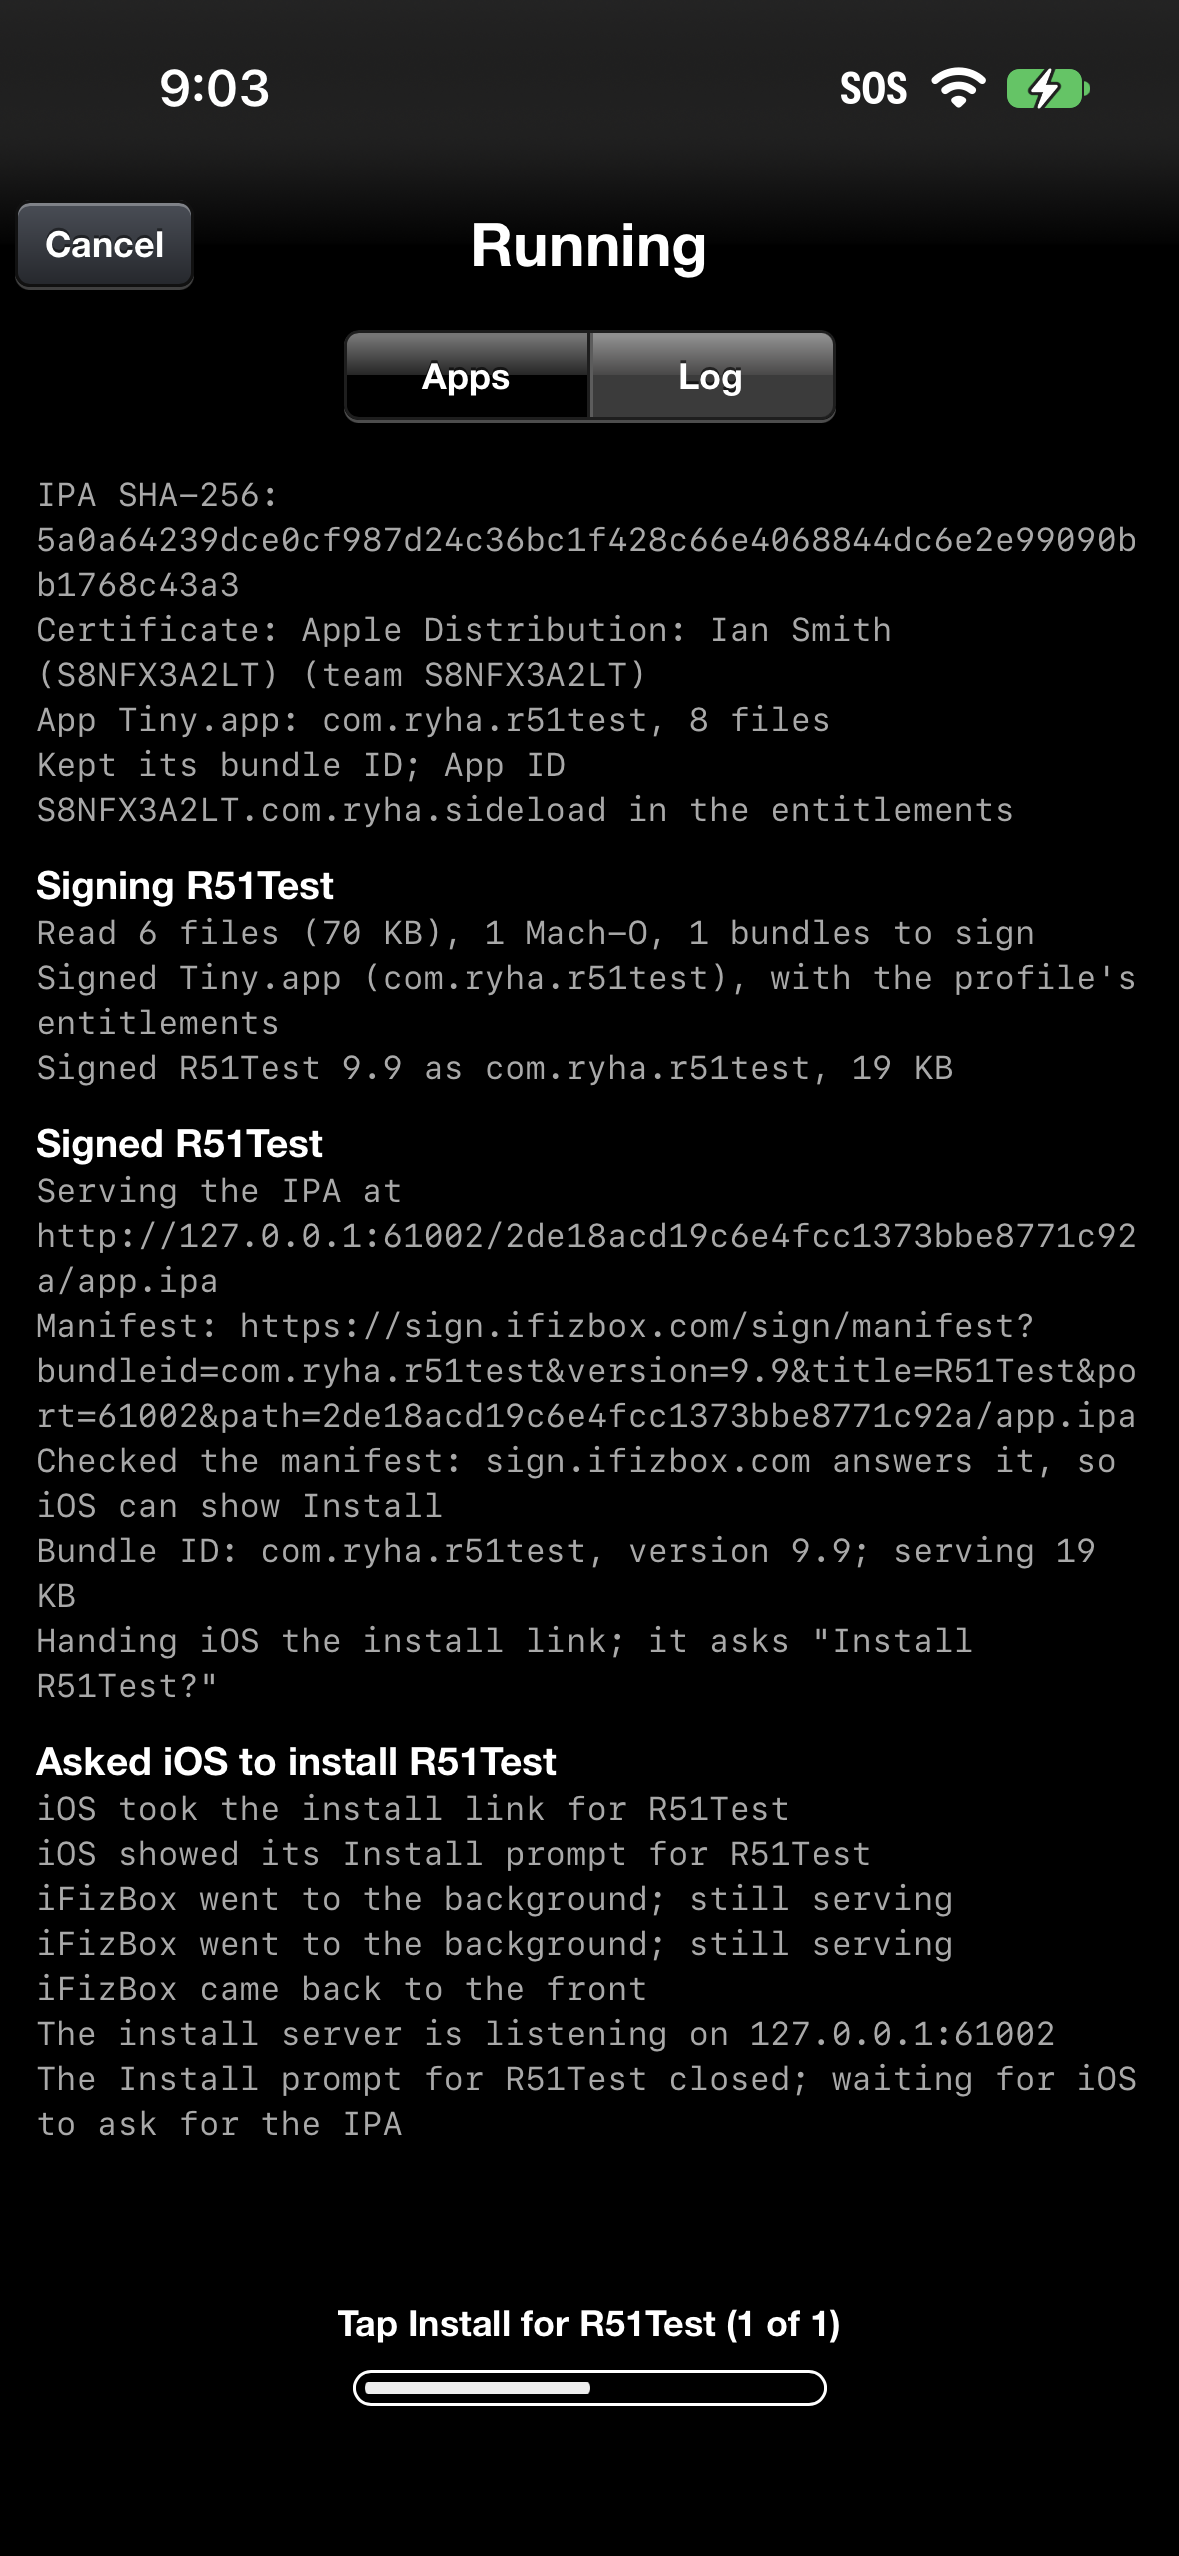 9:03
SOS
Cancel
Running
Apps
Log
IPA SHA-256:
5a0a64239dce0cf987d24c36bc1f428c66e4068844dc6e2e99090b
b1768c43a3
Certificate: Apple Distribution: Ian Smith
(S8NFX3A2LT) (team S8NFX3A2LT)
App Tiny.app: com.ryha.r51test, 8 files
Kept its bundle ID; App ID
S8NFX3A2LT.com.ryha.sideload in the entitlements
Signing R51Test
Read 6 files (70 KB), 1 Mach-O, 1 bundles to sign
Signed Tiny.app (com.ryha.r51test), with the profile's
entitlements
Signed R51Test 9.9 as com.ryha.r51test, 19 KB
Signed R51Test
Serving the IPA at
http://127.0.0.1:61002/2de18acd19c6e4fcc1373bbe8771c92
a/app.ipa
Manifest: https://sign.ifizbox.com/sign/manifest?
bundleid=com.ryha.r51test&version=9.9&title=R51Test&po
rt=61002&path=2de18acd19c6e4fcc1373bbe8771c92a/app.ipa
Checked the manifest: sign.ifizbox.com answers it, so
iOS can show Install
Bundle ID: com.ryha.r51test, version 9.9; serving 19
KB
Handing iOS the install link; it asks "Install
R51Test?"
Asked iOS to install R51Test
iOS took the install link for R51Test
iOS showed its Install prompt for R51Test
iFizBox went to the background; still serving
iFizBox went to the background; still serving
iFizBox came back to the front
The install server is listening on 127.0.0.1:61002
The Install prompt for R51Test closed; waiting for iOS
to ask for the IPA
Tap Install for R51Test (1 of 1)